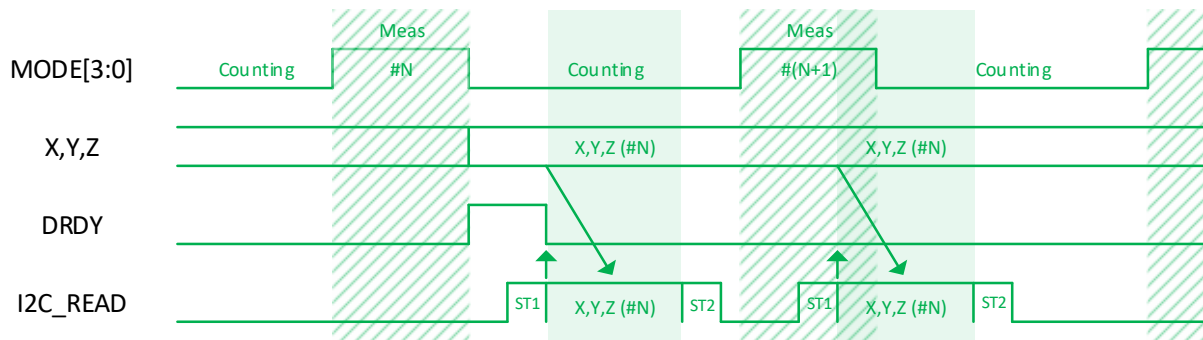 Meas Meas
MODE[3:0] Counting #N Counting #(N+1) Counting
X,Y,Z X,Y,Z (#N) X,Y,Z (#N)
DRDY
I2C_READ ST1 X,Y,Z (#N) ST2 ST1 X,Y,Z (#N) ST2